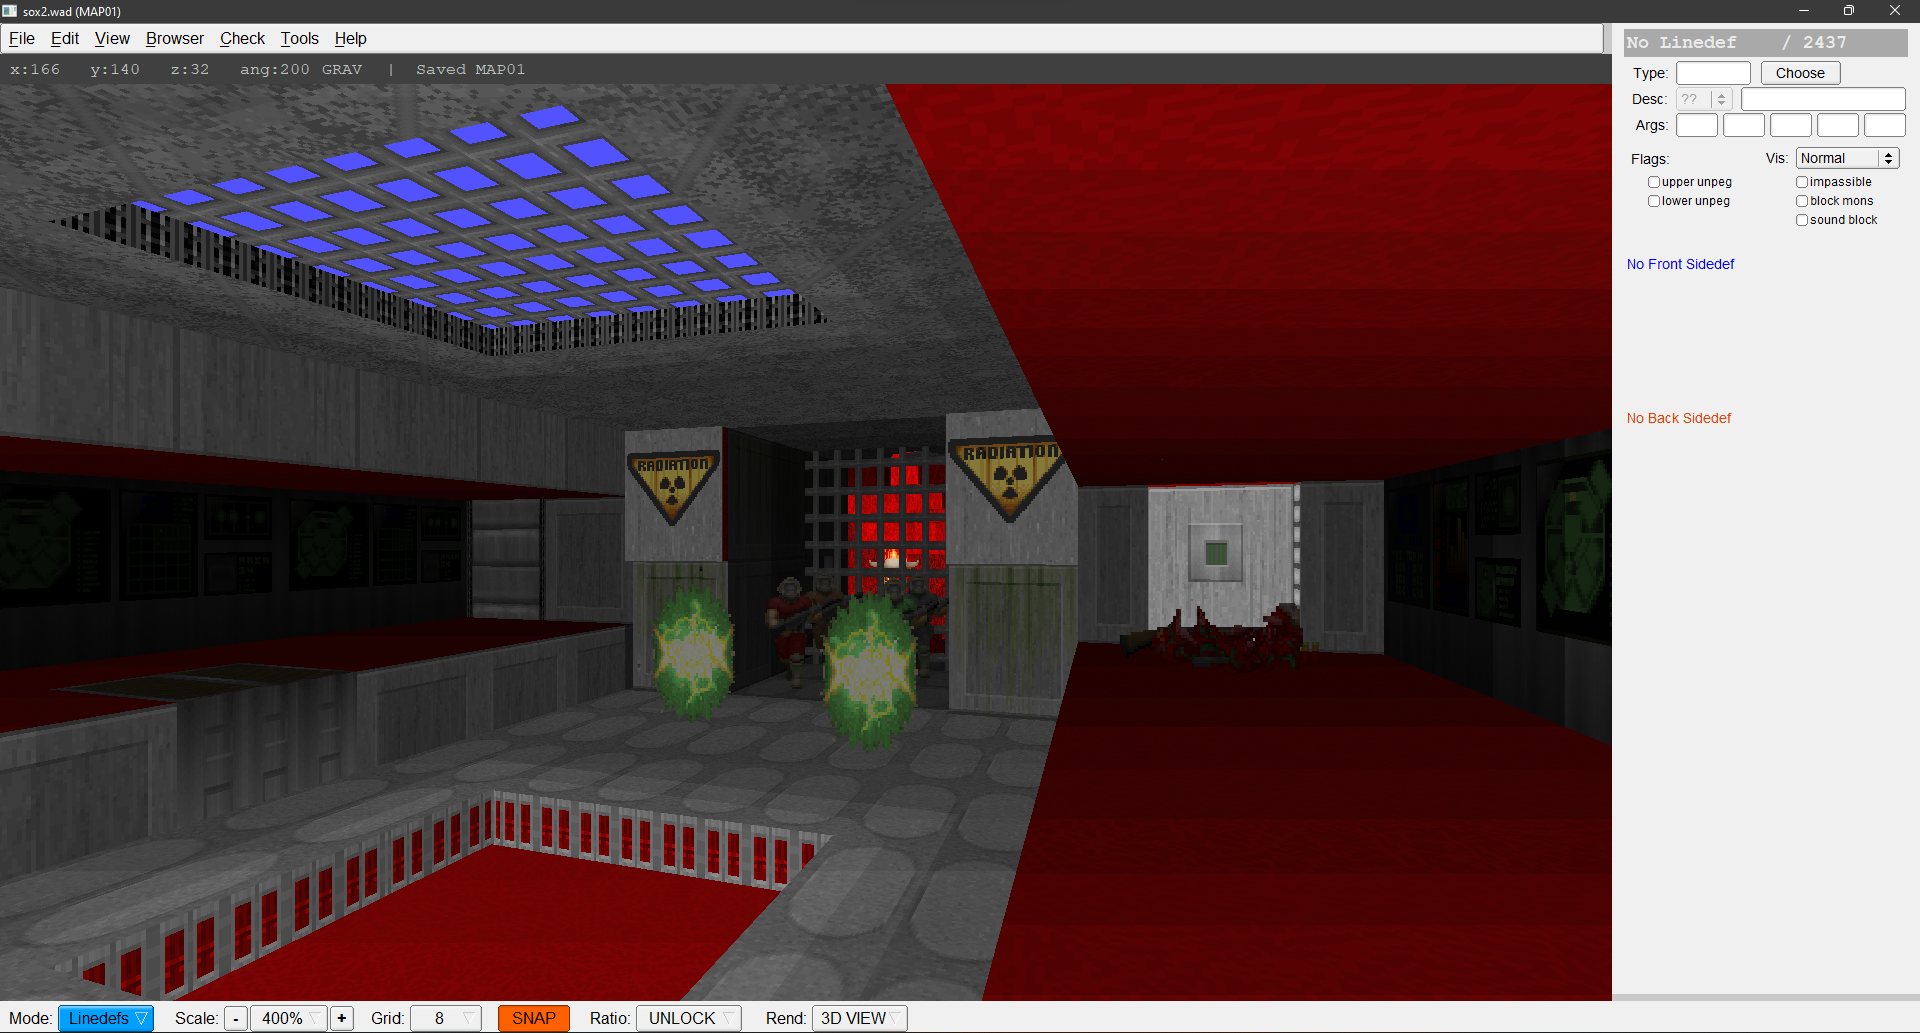 sox2.wad (MAP01)
File Edit View Browser Check Tools Help
x:166 y:140 z:32 ang:200 GRAV | Saved MAP01
No Linedef / 2437
Type: Choose
Desc: ??
Args:
Flags: Vis: Normal
upper unpeg impassible
lower unpeg block mons
sound block
No Front Sidedef
No Back Sidedef
RADIATION RADIATION
Mode: Linedefs Scale: - 400% + Grid: 8 SNAP Ratio: UNLOCK Rend: 3D VIEW